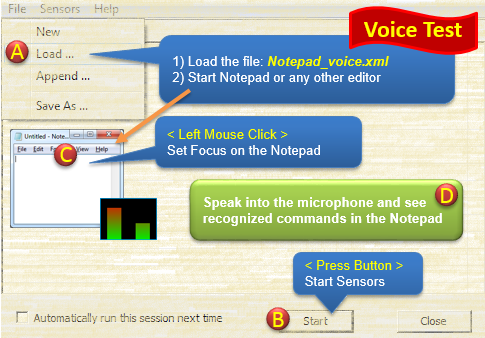 File Sensors Help
Voice Test
New
A
Load ...
Append ...
Save As ...
1) Load the file: Notepad_voice.xml
2) Start Notepad or any other editor
Untitled - Note
File Edit Fo View Help
C
< Left Mouse Click >
Set Focus on the Notepad
D
Speak into the microphone and see
recognized commands in the Notepad
< Press Button >
Start Sensors
Automatically run this session next time
B
Start
Close